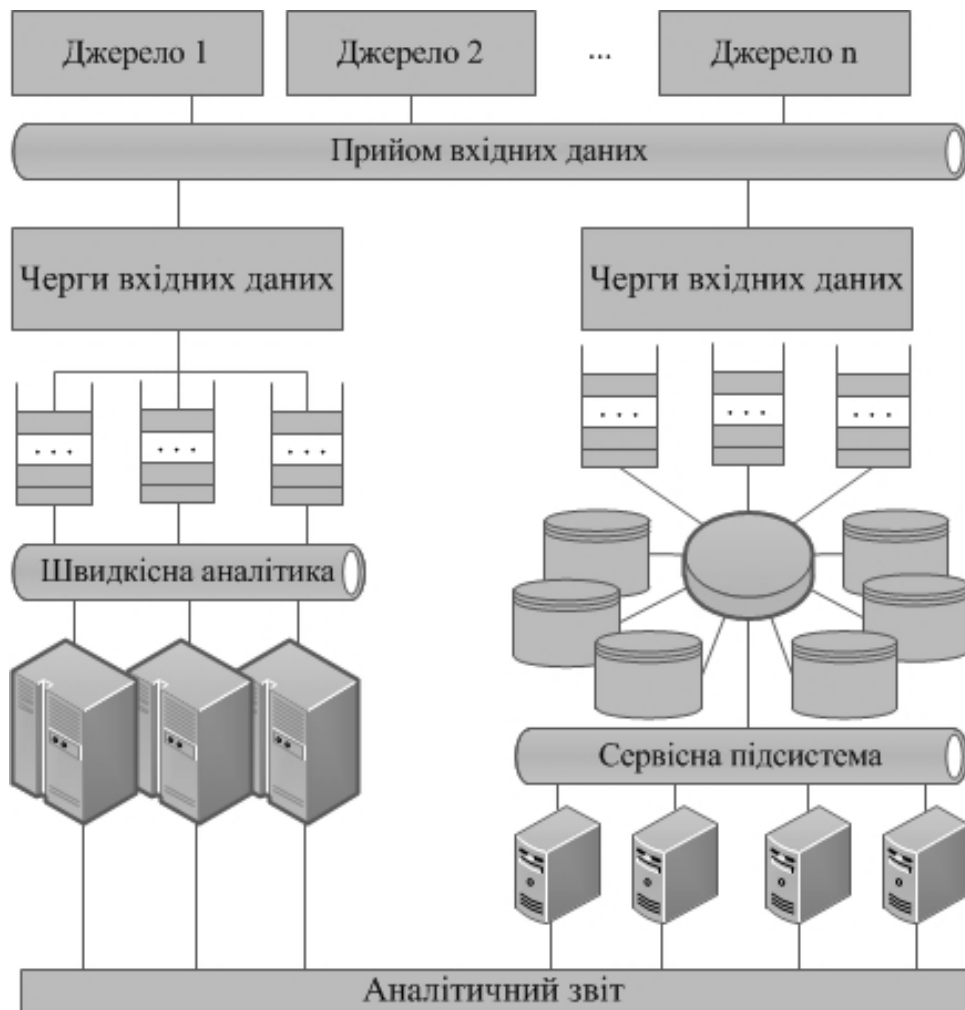 Джерело 1
Джерело 2
...
Джерело n
Прийом вхідних даних
Черги вхідних даних
Черги вхідних даних
. . .
. . .
. . .
. . .
. . .
. . .
Швидкісна аналітика
Сервісна підсистема
Аналітичний звіт